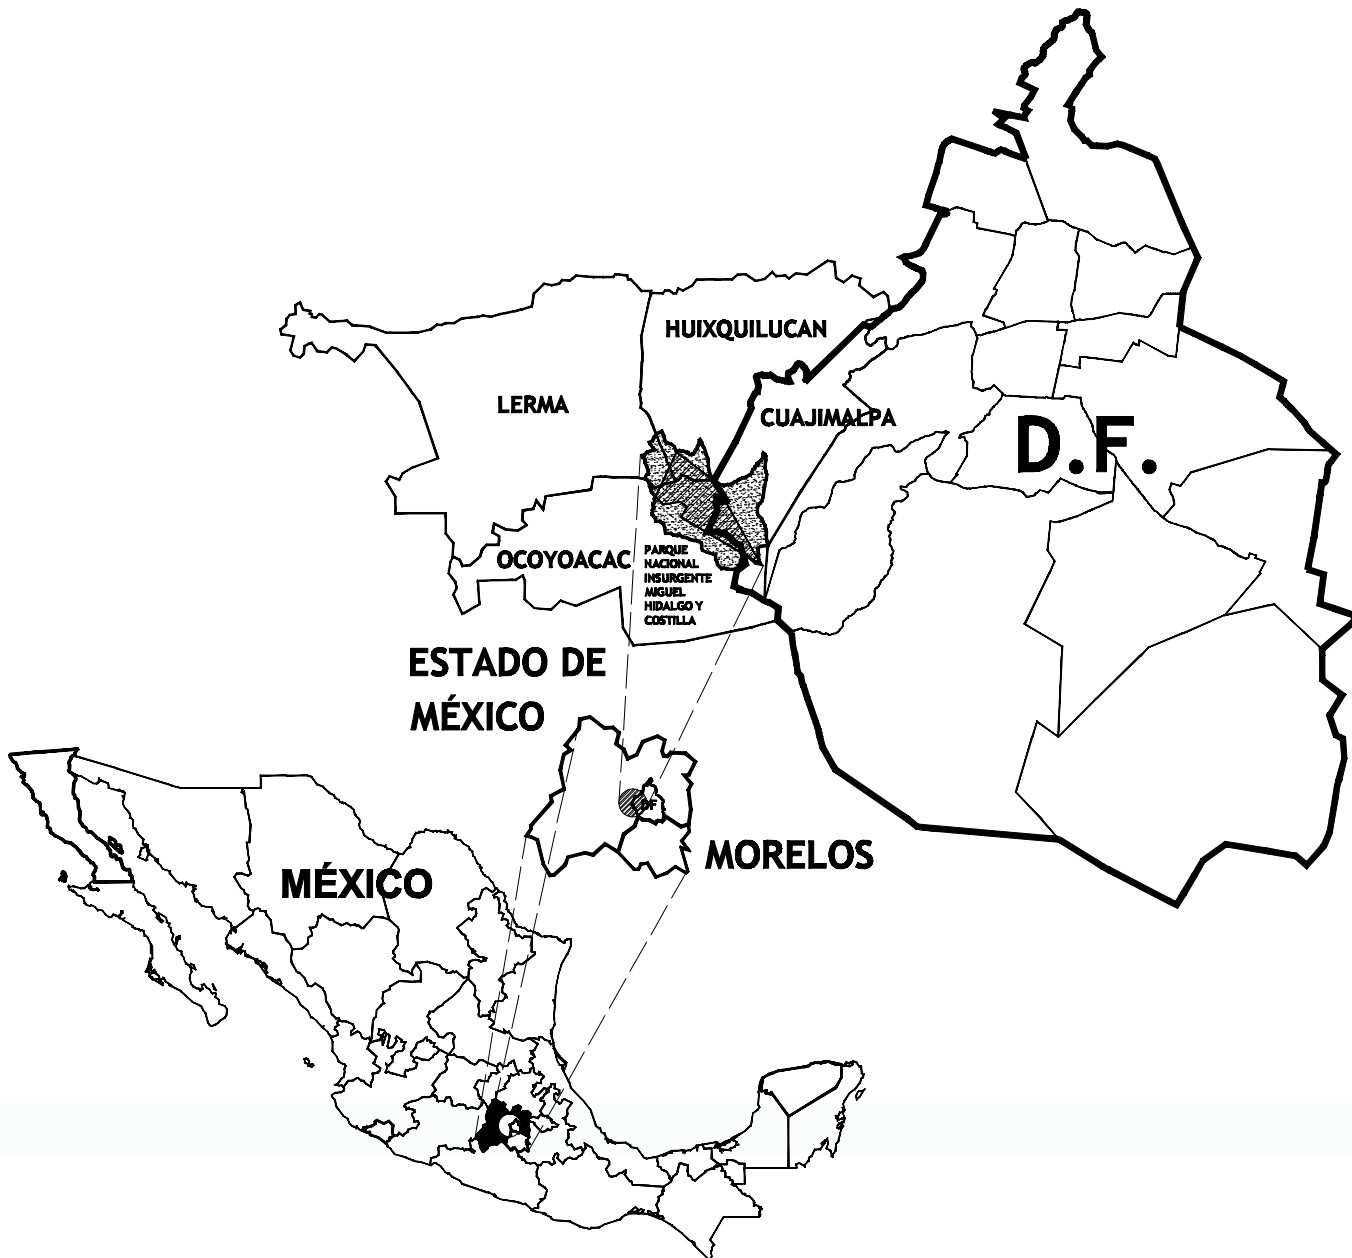 HUIXQUILUCAN
LERMA
CUAJIMALPA
D.F.
OCOYOACAC
PARQUE
NACIONAL
INSURGENTE
MIGUEL
HIDALGO Y
COSTILLA
ESTADO DE
MÉXICO
DF
MORELOS
MÉXICO